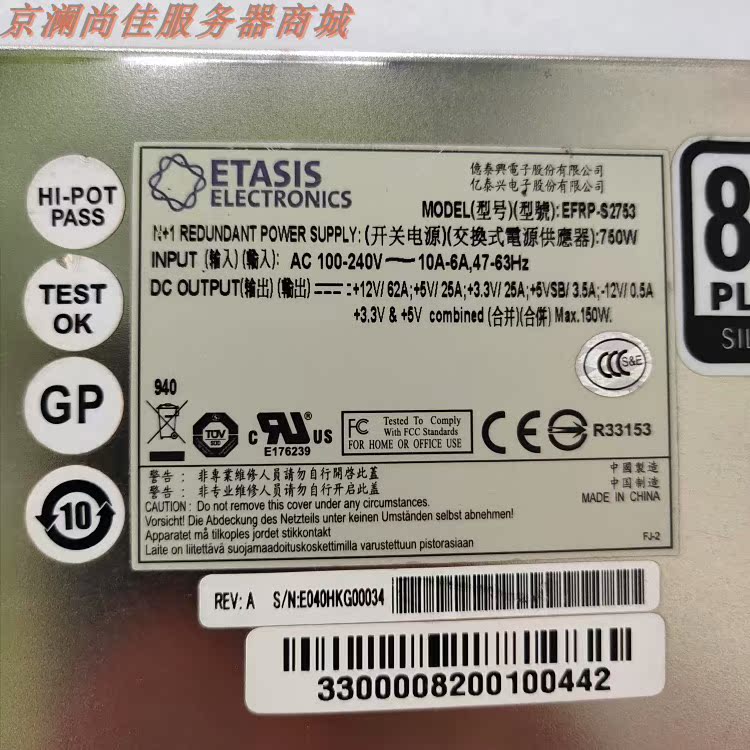 京澜尚佳服务器商城
HI-POT
PASS
TEST
OK
GP
10
ETASIS
ELECTRONICS
億泰興電子股份有限公司
亿泰兴电子股份有限公司
MODEL(型号)(型號):EFRP-S2753
N+1 REDUNDANT POWER SUPPLY:(开关电源)(交換式電源供應器):750W
INPUT (输入)(輸入): AC 100-240V 10A-6A,47-63Hz
DC OUTPUT(输出)(輸出) :+12V/ 62A;+5V/ 25A;+3.3V/ 25A;+5VSB/ 3.5A;-12V/ 0.5A
+3.3V & +5V combined (合并)(合併) Max.150W.
CCC S&E
8
PL
SIL
940
TUV
c RU US
E176239
FC
Tested To Comply
With FCC Standards
FOR HOME OR OFFICE USE
CE
R33153
警告: 非專業維修人員請勿自行開啓此蓋
警告: 非专业维修人员请勿自行开启此盖
CAUTION: Do not remove this cover under any circumstances.
Vorsicht! Die Abdeckung des Netzteils unter keinen Umständen selbst abnehmen!
Apparatet må tilkoples jordet stikkontakt
Laite on liitettävä suojamaadoituskoskettimilla varustettuun pistorasiaan
中國製造
中国制造
MADE IN CHINA
FJ-2
REV: A S/N:E040HKG00034
3300008200100442